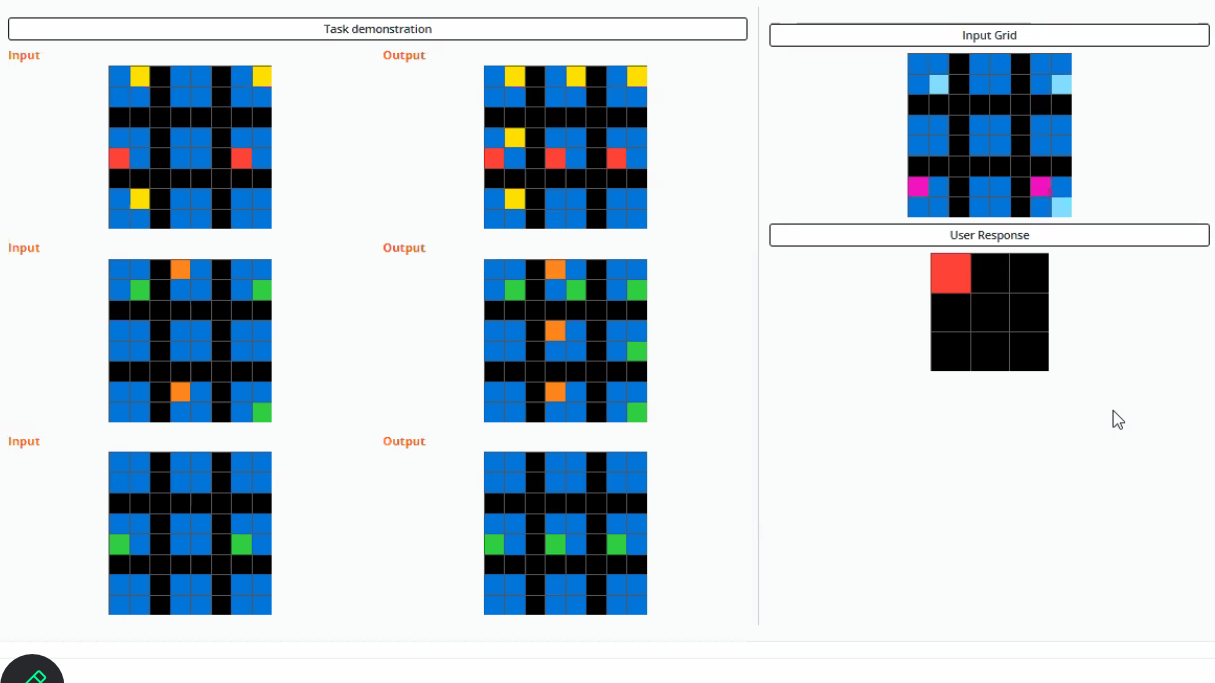 Task demonstration
Input Grid
Input
Output
User Response
Input
Output
Input
Output